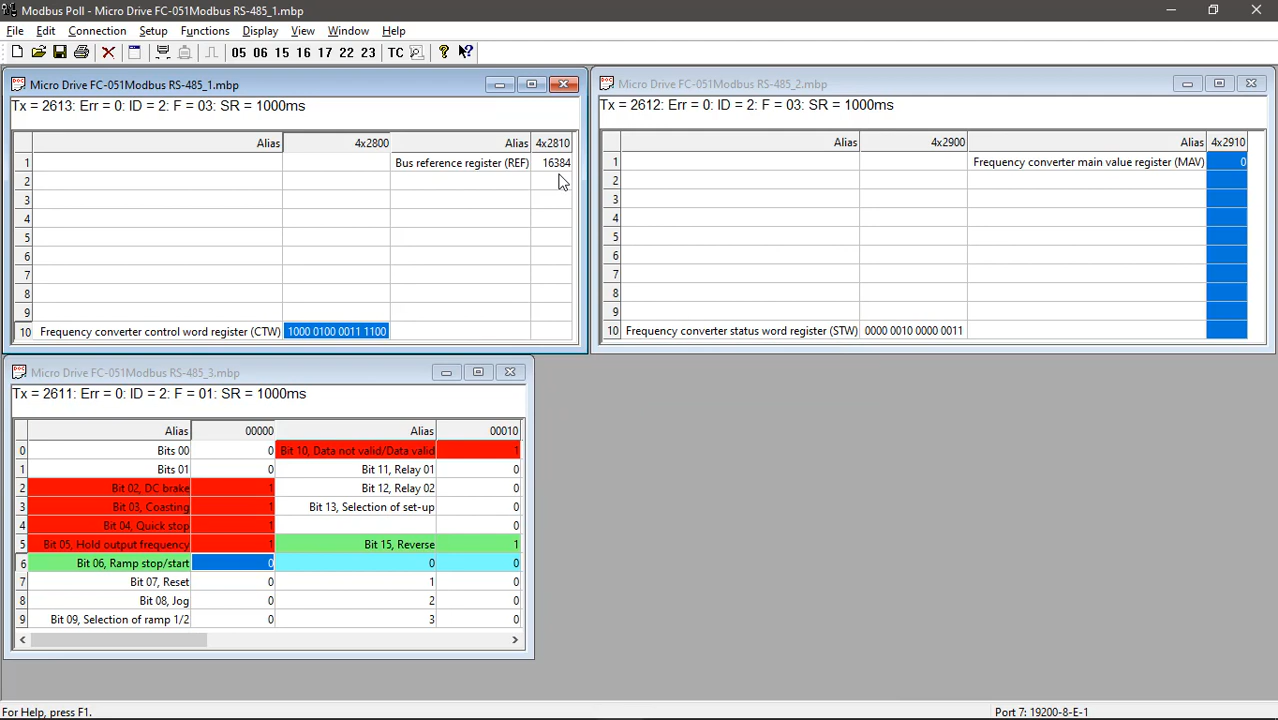 Modbus Poll - Micro Drive FC-051Modbus RS-485_1.mbp
File Edit Connection Setup Functions Display View Window Help
05 06 15 16 17 22 23 TC
Micro Drive FC-051Modbus RS-485_1.mbp
Tx = 2613: Err = 0: ID = 2: F = 03: SR = 1000ms
Alias 4x2800 Alias 4x2810
1 Bus reference register (REF) 16384
2
3
4
5
6
7
8
9
10 Frequency converter control word register (CTW) 1000 0100 0011 1100
Micro Drive FC-051Modbus RS-485_2.mbp
Tx = 2612: Err = 0: ID = 2: F = 03: SR = 1000ms
Alias 4x2900 Alias 4x2910
1 Frequency converter main value register (MAV) 0
2
3
4
5
6
7
8
9
10 Frequency converter status word register (STW) 0000 0010 0000 0011
Micro Drive FC-051Modbus RS-485_3.mbp
Tx = 2611: Err = 0: ID = 2: F = 01: SR = 1000ms
Alias 00000 Alias 00010
0 Bits 00 0 Bit 10, Data not valid/Data valid 1
1 Bits 01 0 Bit 11, Relay 01 0
2 Bit 02, DC brake 1 Bit 12, Relay 02 0
3 Bit 03, Coasting 1 Bit 13, Selection of set-up 0
4 Bit 04, Quick stop 1 0
5 Bit 05, Hold output frequency 1 Bit 15, Reverse 1
6 Bit 06, Ramp stop/start 0 0 0
7 Bit 07, Reset 0 1 0
8 Bit 08, Jog 0 2 0
9 Bit 09, Selection of ramp 1/2 0 3 0
For Help, press F1. Port 7: 19200-8-E-1